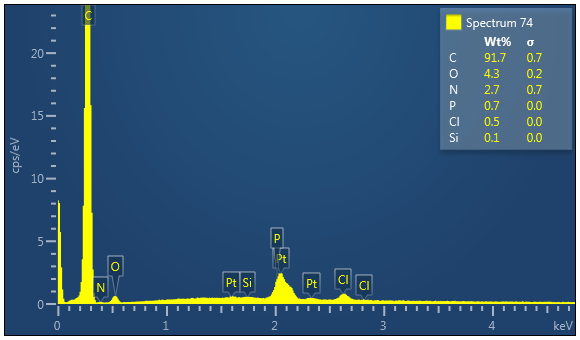 Spectrum 74
Wt% σ
C 91.7 0.7
O 4.3 0.2
N 2.7 0.7
P 0.7 0.0
Cl 0.5 0.0
Si 0.1 0.0
C
20
15
cps/eV
10
5
0
P
Pt
O
N
Pt
Si
Pt
Cl
Cl
0 1 2 3 4 keV